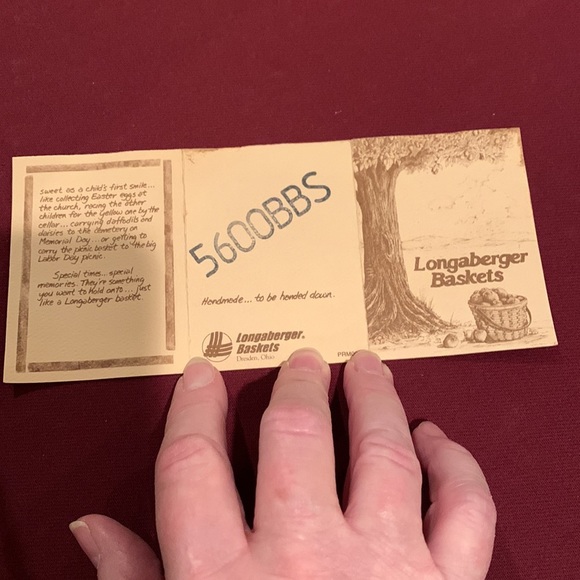 sweet as a child's first smile...
like collecting Easter eggs at
the church, racing the other
children for the yellow one by the
cellar... carrying daffodils and
daisies to the cemetery on
Memorial Day... or getting to
carry the picnic basket to the big
Labor Day picnic.
Special times... special
memories. They're something
you want to hold onto... just
like a Longaberger basket.
5600BBS
Handmade... to be handed down.
Longaberger®
Baskets
Dresden, Ohio
Longaberger
Baskets